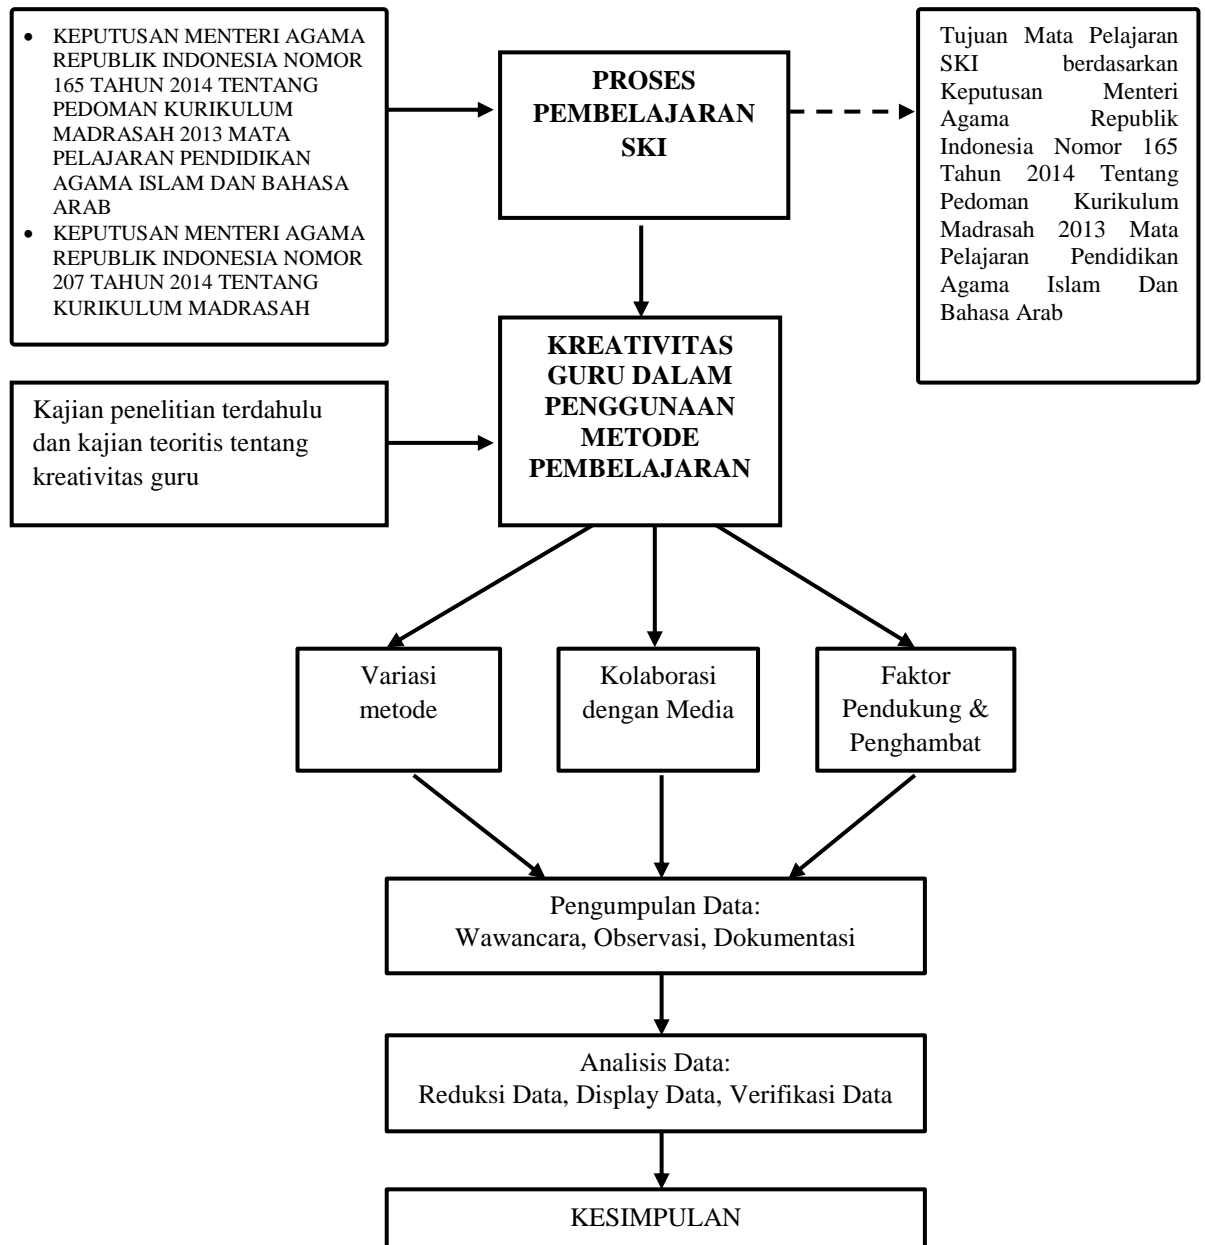 • KEPUTUSAN MENTERI AGAMA
REPUBLIK INDONESIA NOMOR
165 TAHUN 2014 TENTANG
PEDOMAN KURIKULUM
MADRASAH 2013 MATA
PELAJARAN PENDIDIKAN
AGAMA ISLAM DAN BAHASA
ARAB
• KEPUTUSAN MENTERI AGAMA
REPUBLIK INDONESIA NOMOR
207 TAHUN 2014 TENTANG
KURIKULUM MADRASAH
PROSES
PEMBELAJARAN
SKI
Tujuan Mata Pelajaran
SKI berdasarkan
Keputusan Menteri
Agama Republik
Indonesia Nomor 165
Tahun 2014 Tentang
Pedoman Kurikulum
Madrasah 2013 Mata
Pelajaran Pendidikan
Agama Islam Dan
Bahasa Arab
Kajian penelitian terdahulu
dan kajian teoritis tentang
kreativitas guru
KREATIVITAS
GURU DALAM
PENGGUNAAN
METODE
PEMBELAJARAN
Variasi
metode
Kolaborasi
dengan Media
Faktor
Pendukung &
Penghambat
Pengumpulan Data:
Wawancara, Observasi, Dokumentasi
Analisis Data:
Reduksi Data, Display Data, Verifikasi Data
KESIMPULAN